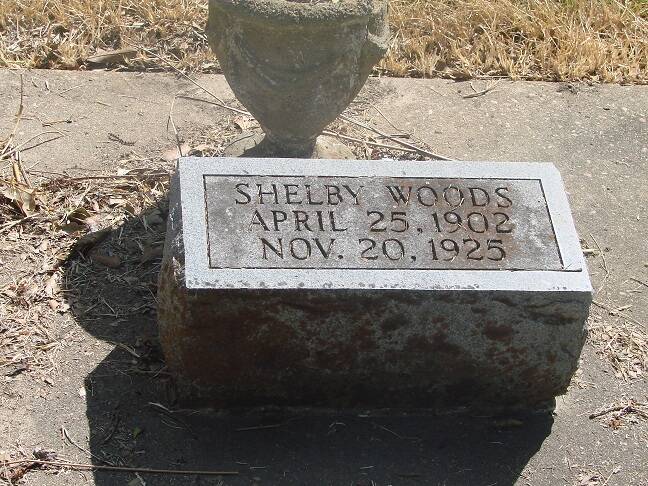 SHELBY WOODS
APRIL 25, 1902
NOV. 20, 1925